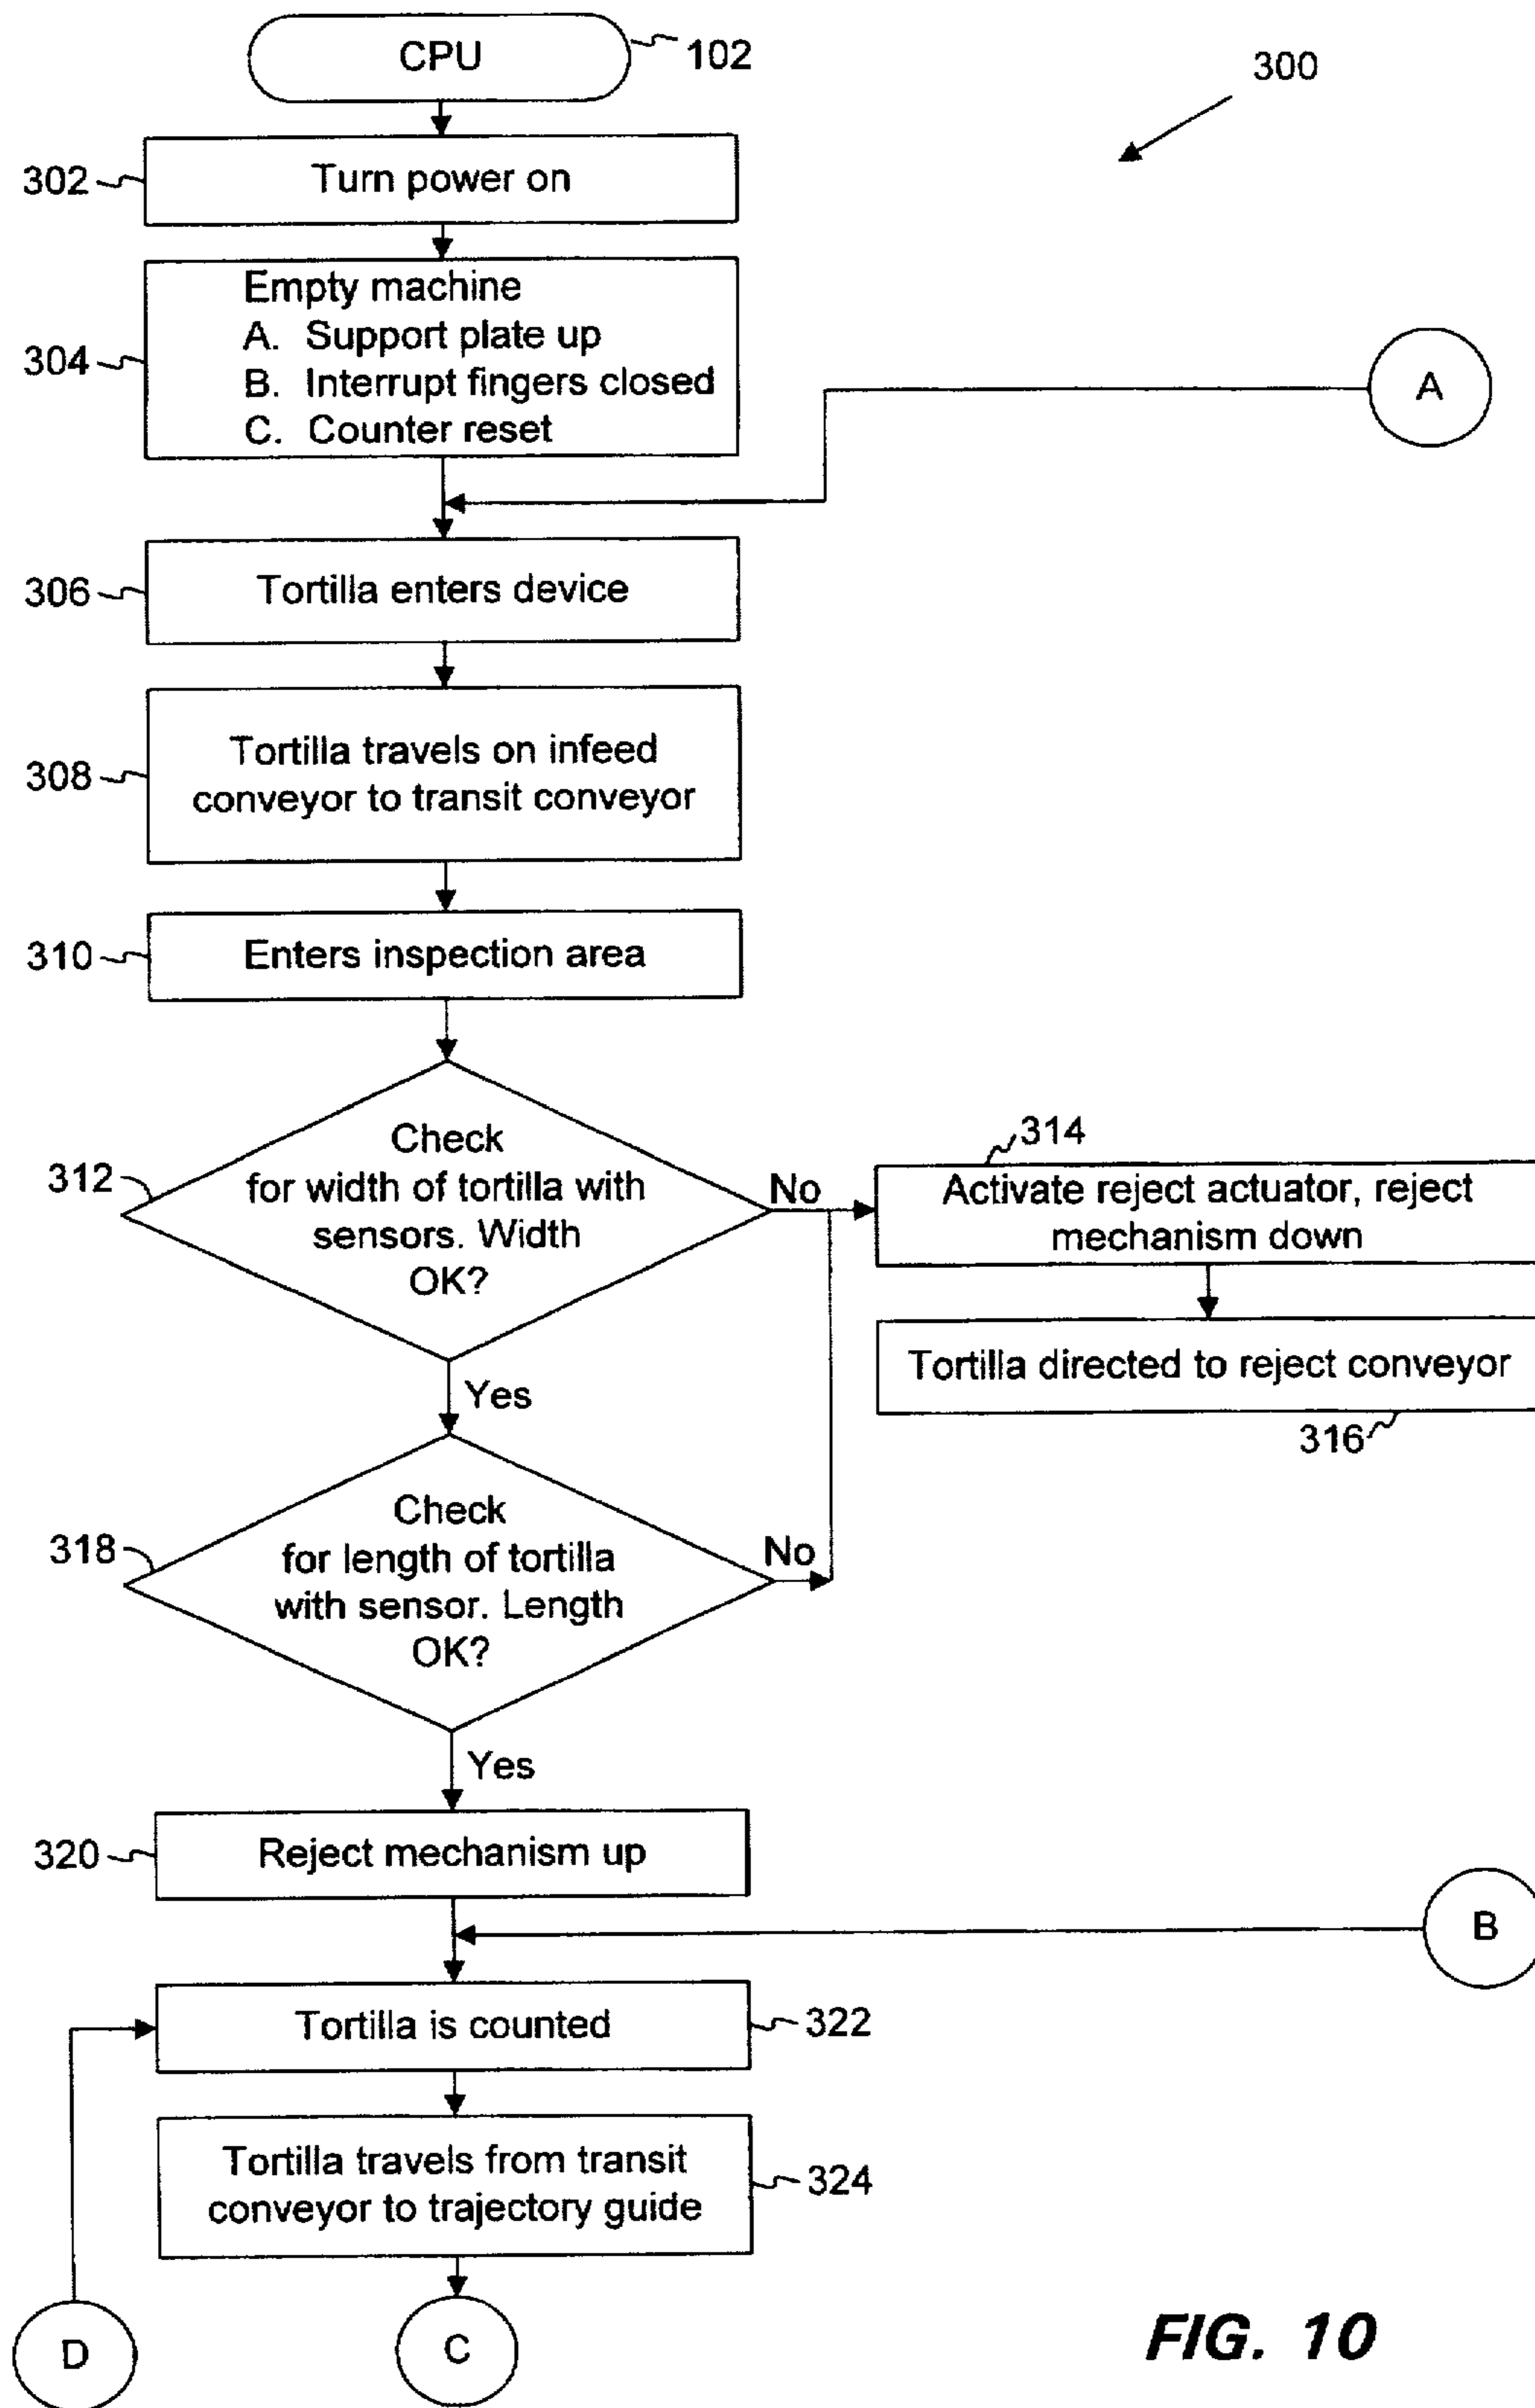 CPU
102
300
302
Turn power on
304
Empty machine
A. Support plate up
B. Interrupt fingers closed
C. Counter reset
A
306
Tortilla enters device
308
Tortilla travels on infeed
conveyor to transit conveyor
310
Enters inspection area
312
Check
for width of tortilla with
sensors. Width
OK?
No
314
Activate reject actuator, reject
mechanism down
Tortilla directed to reject conveyor
316
Yes
318
Check
for length of tortilla
with sensor. Length
OK?
No
Yes
320
Reject mechanism up
B
Tortilla is counted
322
Tortilla travels from transit
conveyor to trajectory guide
324
D
C
FIG. 10